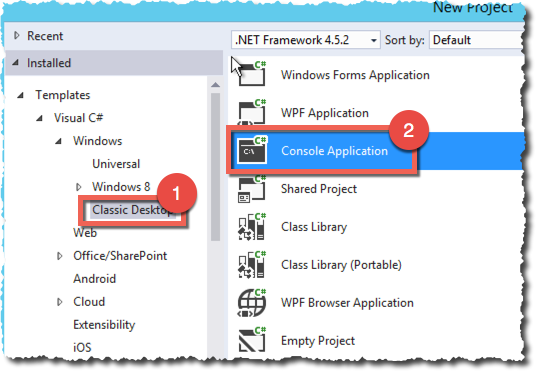 New Project
Recent
.NET Framework 4.5.2
Sort by: Default
Installed
Templates
Visual C#
Windows
Universal
Windows 8
1
Classic Desktop
Web
Office/SharePoint
Android
Cloud
Extensibility
iOS
C#
Windows Forms Application
C#
WPF Application
2
C#
C:\
Console Application
C#
Shared Project
C#
Class Library
C#
Class Library (Portable)
C#
WPF Browser Application
C#
Empty Project